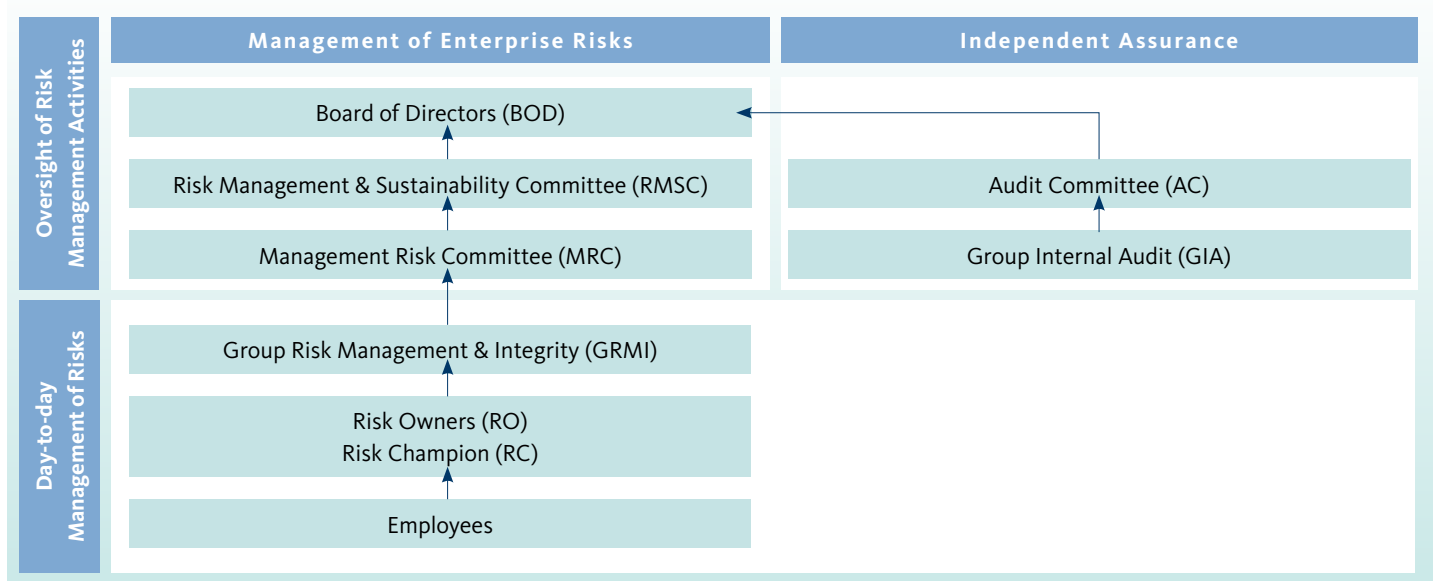 Management of Enterprise Risks
Independent Assurance
Oversight of Risk
Management Activities
Board of Directors (BOD)
Risk Management & Sustainability Committee (RMSC)
Audit Committee (AC)
Management Risk Committee (MRC)
Group Internal Audit (GIA)
Day-to-day
Management of Risks
Group Risk Management & Integrity (GRMI)
Risk Owners (RO)
Risk Champion (RC)
Employees